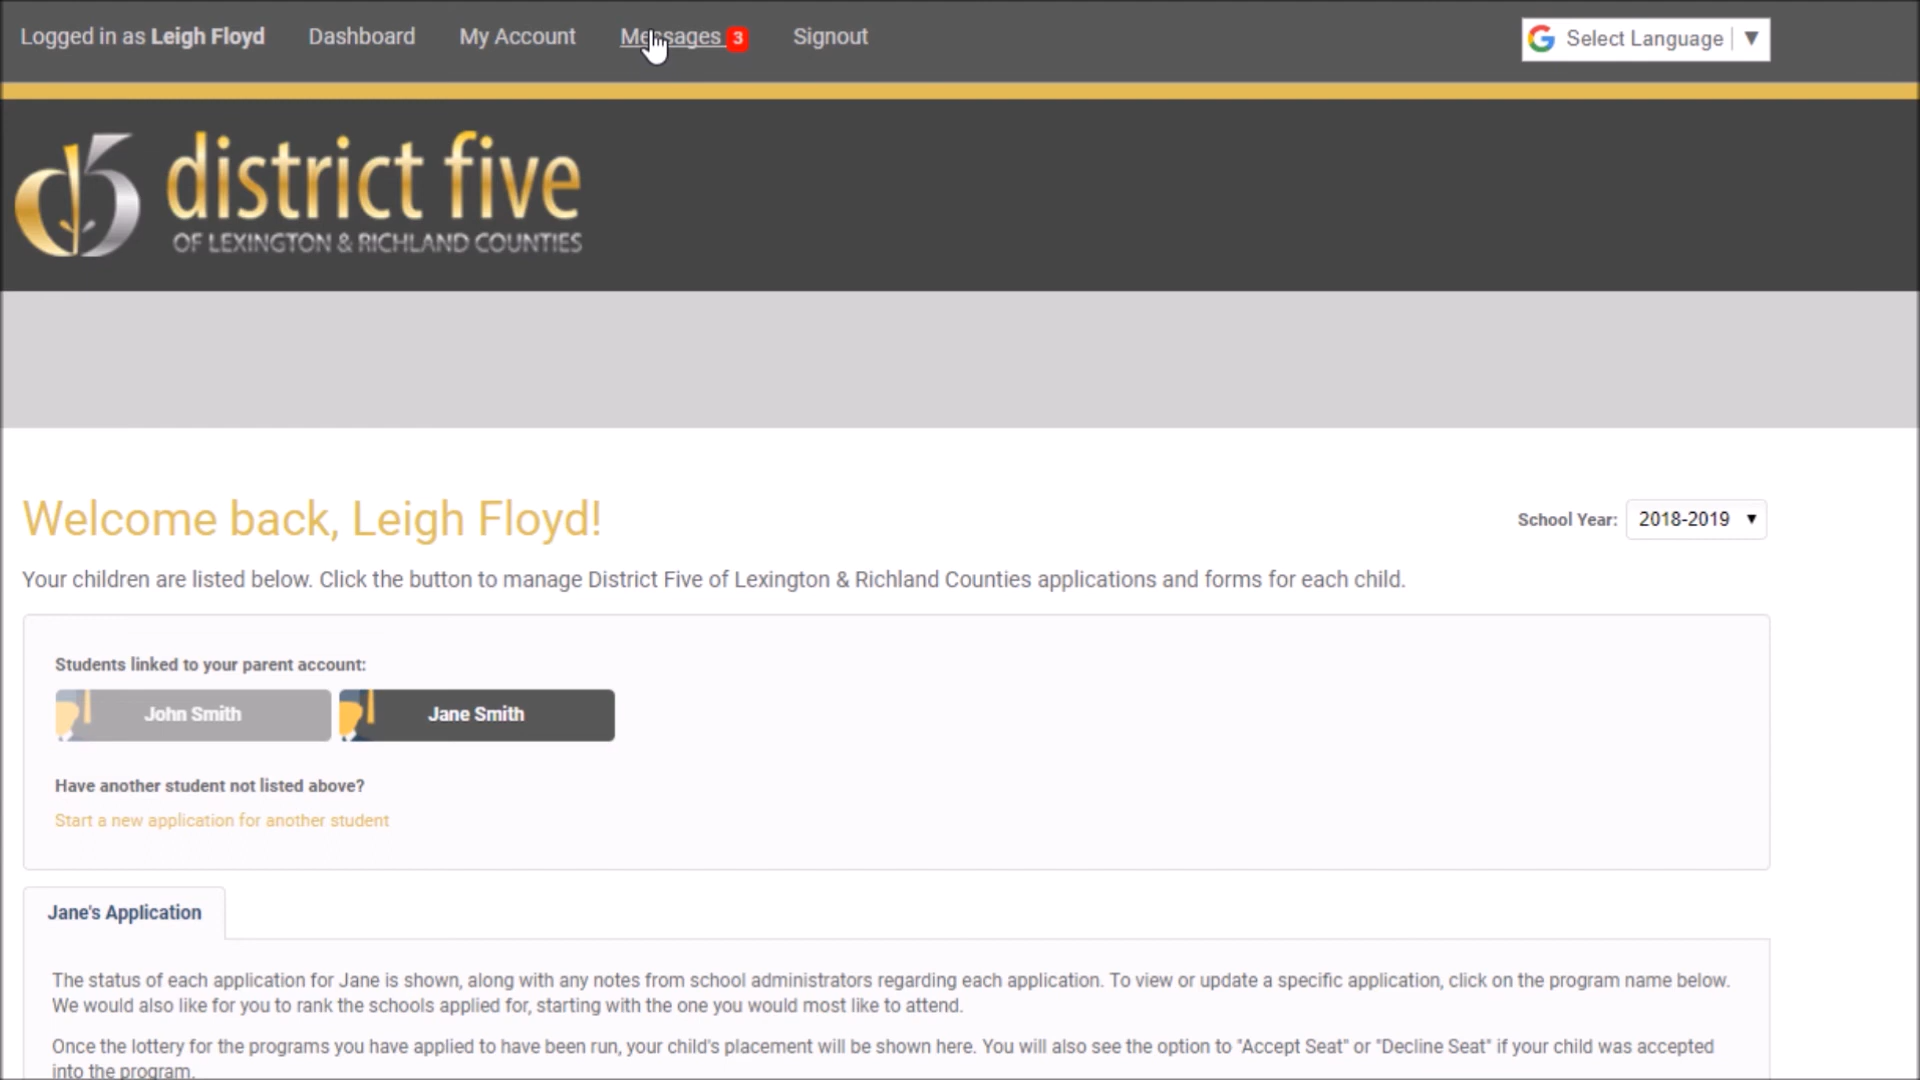 Logged in as Leigh Floyd Dashboard My Account Messages 3 Signout Select Language ▼
d5 district five
OF LEXINGTON & RICHLAND COUNTIES
Welcome back, Leigh Floyd!
School Year: 2018-2019 ▼
Your children are listed below. Click the button to manage District Five of Lexington & Richland Counties applications and forms for each child.
Students linked to your parent account:
John Smith Jane Smith
Have another student not listed above?
Start a new application for another student
Jane's Application
The status of each application for Jane is shown, along with any notes from school administrators regarding each application. To view or update a specific application, click on the program name below.
We would also like for you to rank the schools applied for, starting with the one you would most like to attend.
Once the lottery for the programs you have applied to have been run, your child's placement will be shown here. You will also see the option to "Accept Seat" or "Decline Seat" if your child was accepted
into the program.